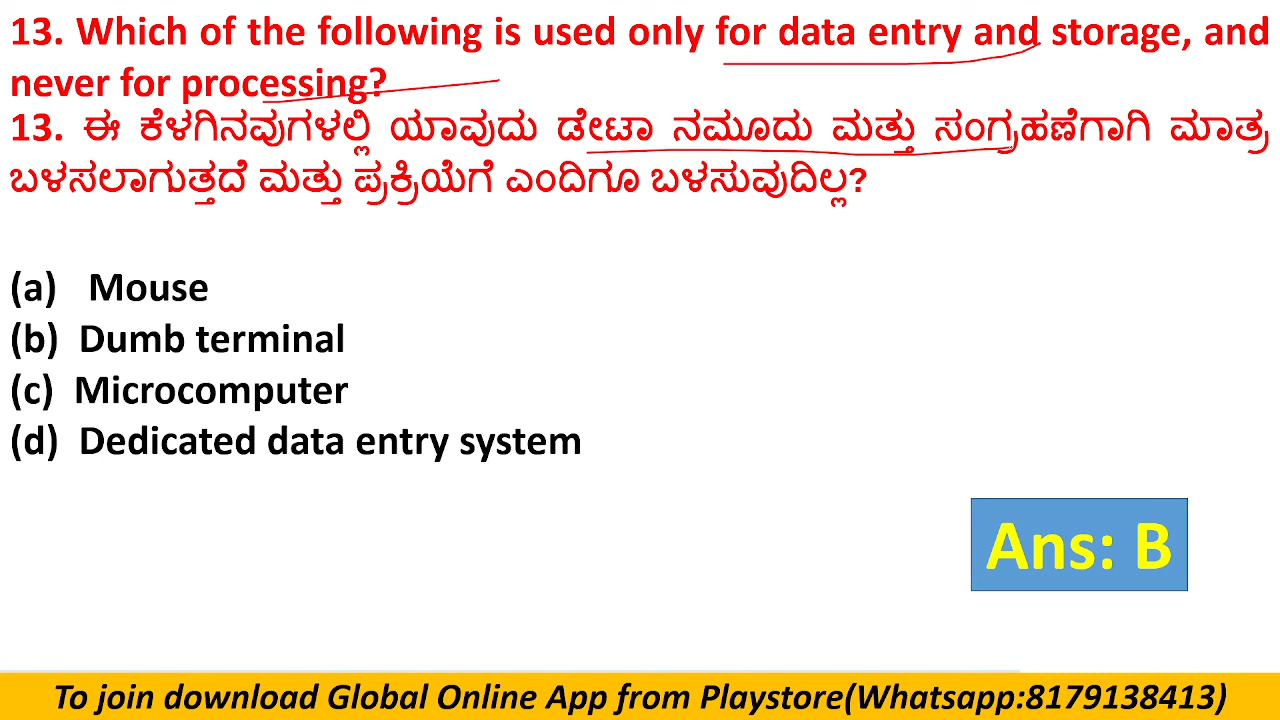 13. Which of the following is used only for data entry and storage, and
never for processing?
13. ಈ ಕೆಳಗಿನವುಗಳಲ್ಲಿ ಯಾವುದು ಡೇಟಾ ನಮೂದು ಮತ್ತು ಸಂಗ್ರಹಣೆಗಾಗಿ ಮಾತ್ರ
ಬಳಸಲಾಗುತ್ತದೆ ಮತ್ತು ಪ್ರಕ್ರಿಯೆಗೆ ಎಂದಿಗೂ ಬಳಸುವುದಿಲ್ಲ?
(a) Mouse
(b) Dumb terminal
(c) Microcomputer
(d) Dedicated data entry system
Ans: B
To join download Global Online App from Playstore(Whatsapp:8179138413)